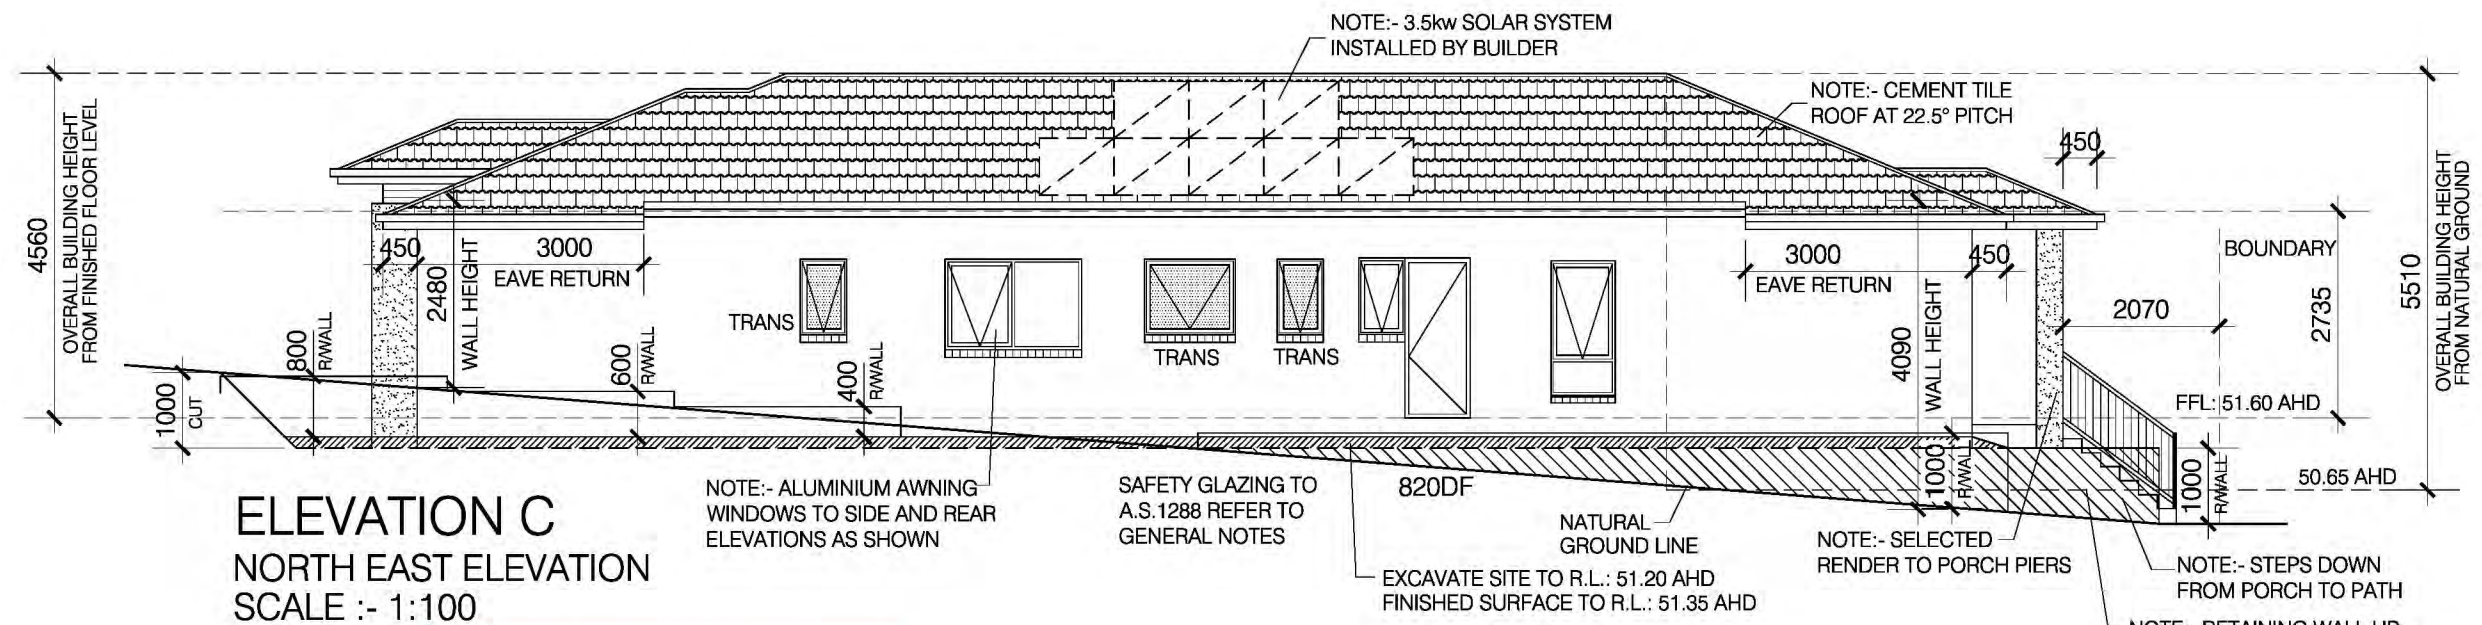 NOTE:- 3.5kw SOLAR SYSTEM
INSTALLED BY BUILDER
NOTE:- CEMENT TILE
ROOF AT 22.5° PITCH
450
4560
OVERALL BUILDING HEIGHT
FROM FINISHED FLOOR LEVEL
5510
OVERALL BUILDING HEIGHT
FROM NATURAL GROUND
450
3000
EAVE RETURN
2480
WALL HEIGHT
3000
EAVE RETURN
450
BOUNDARY
2070
2735
4090
WALL HEIGHT
TRANS
TRANS
TRANS
800
R/WALL
600
R/WALL
400
R/WALL
1000
CUT
FFL: 51.60 AHD
1000
R/WALL
1000
R/WALL
50.65 AHD
820DF
ELEVATION C
NORTH EAST ELEVATION
SCALE :- 1:100
NOTE:- ALUMINIUM AWNING
WINDOWS TO SIDE AND REAR
ELEVATIONS AS SHOWN
SAFETY GLAZING TO
A.S.1288 REFER TO
GENERAL NOTES
NATURAL
GROUND LINE
EXCAVATE SITE TO R.L.: 51.20 AHD
FINISHED SURFACE TO R.L.: 51.35 AHD
NOTE:- SELECTED
RENDER TO PORCH PIERS
NOTE:- STEPS DOWN
FROM PORCH TO PATH